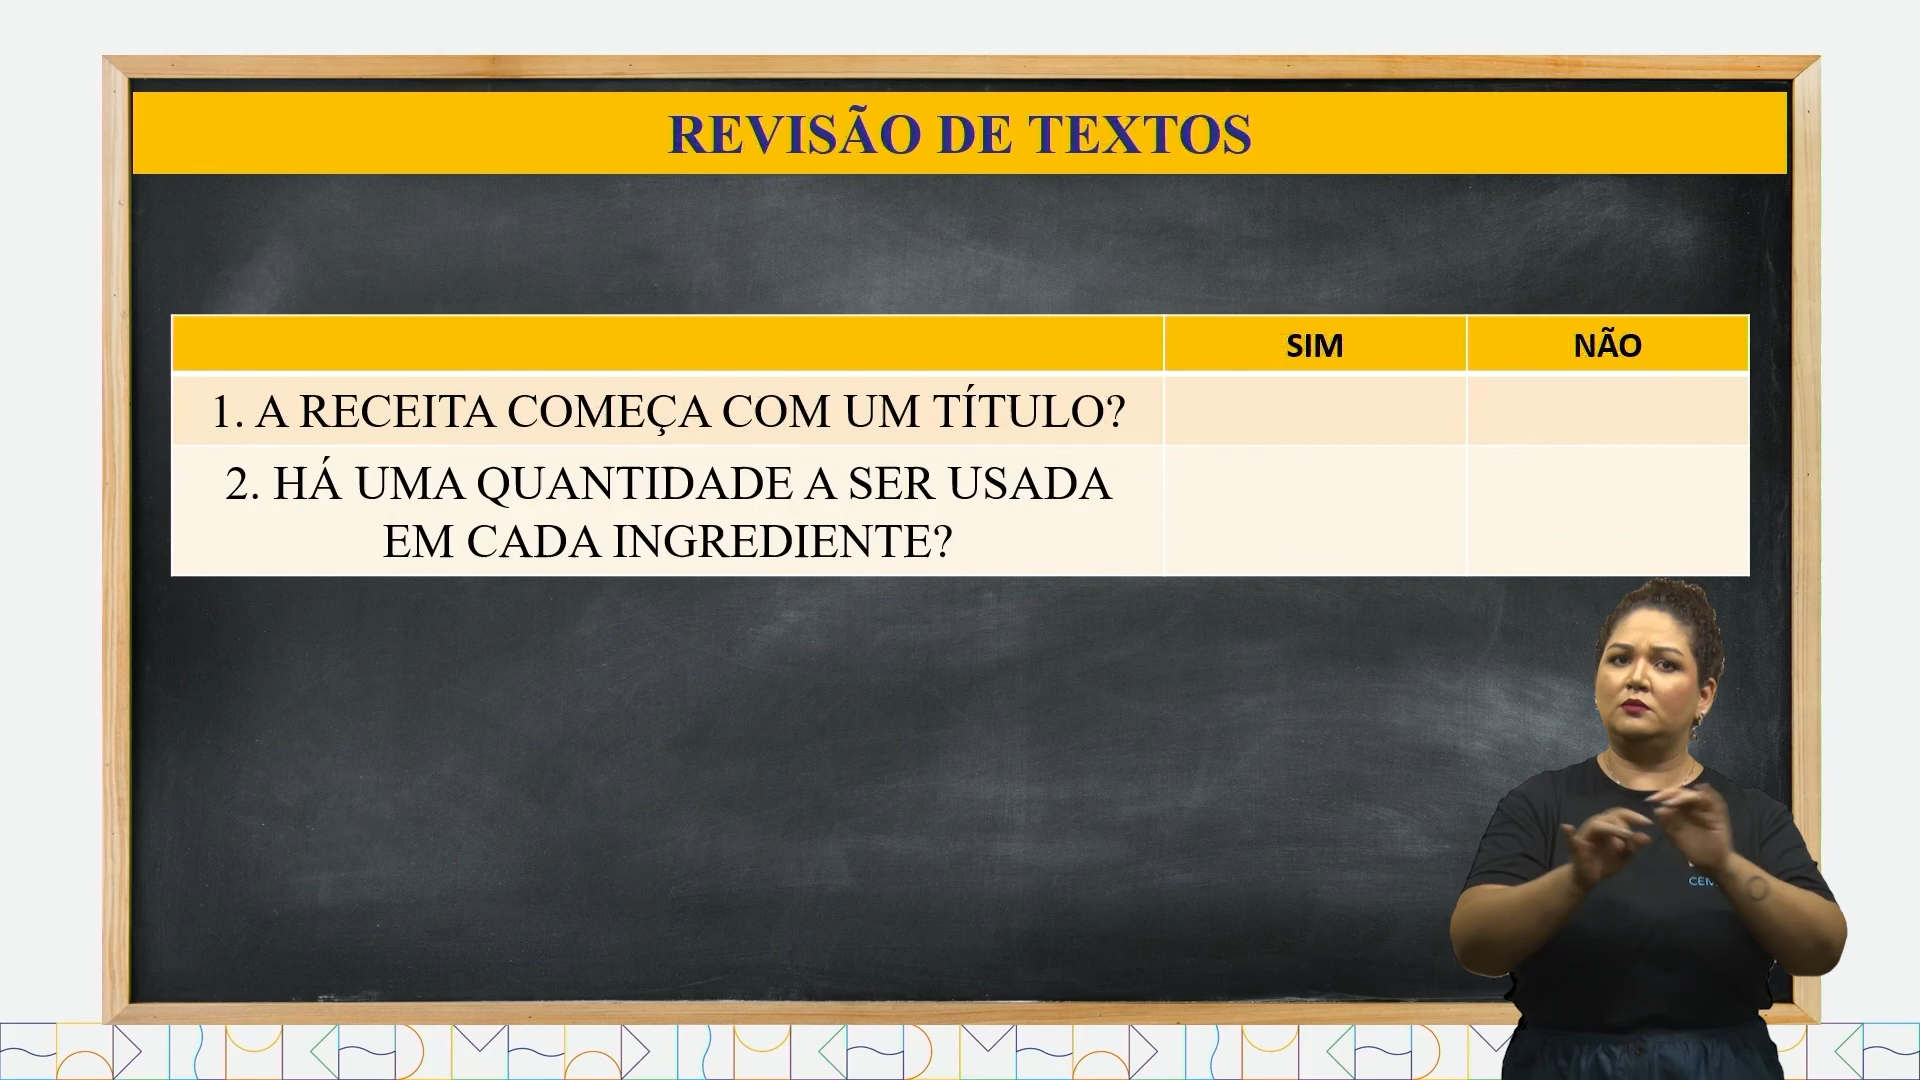 REVISÃO DE TEXTOS
SIM
NÃO
1. A RECEITA COMEÇA COM UM TÍTULO?
2. HÁ UMA QUANTIDADE A SER USADA
EM CADA INGREDIENTE?